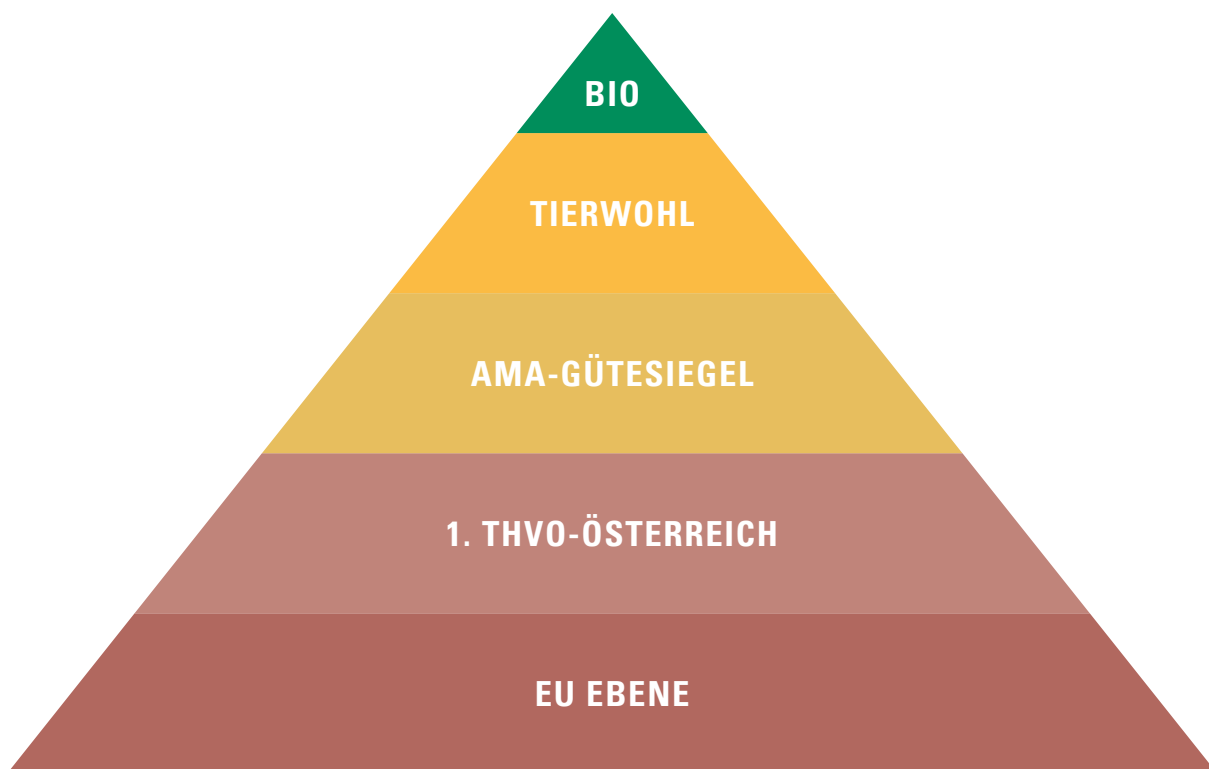 BIO
TIERWOHL
AMA-GÜTESIEGEL
1. THVO-ÖSTERREICH
EU EBENE